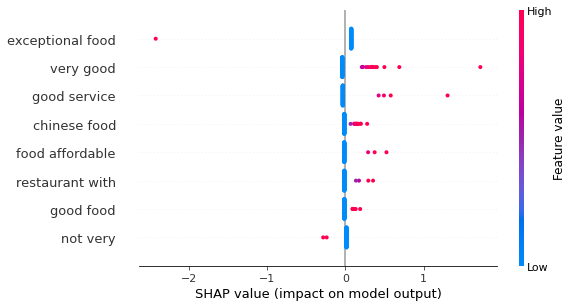 High
exceptional food
very good
good service
chinese food
food affordable
restaurant with
good food
not very
Feature value
Low
−2 −1 0 1
SHAP value (impact on model output)